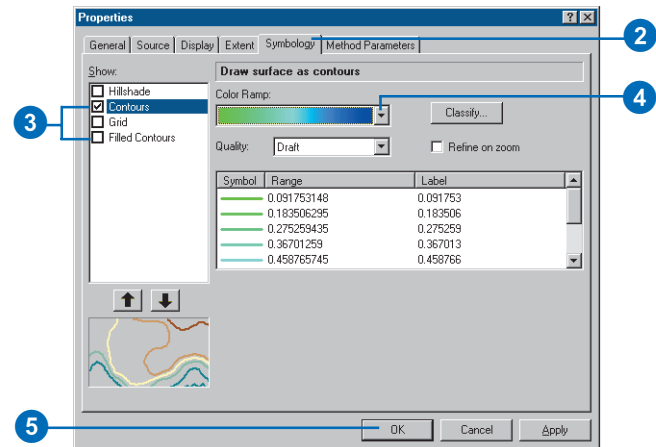 Properties
? ×
General Source Display Extent Symbology Method Parameters
2
Show:
Draw surface as contours
Hillshade
Contours
Grid
Filled Contours
3
Color Ramp:
4
Classify...
Quality:
Draft
Refine on zoom
Symbol Range Label
0.091753148 0.091753
0.183506295 0.183506
0.275259435 0.275259
0.36701259 0.367013
0.458765745 0.458766
5
OK Cancel Apply